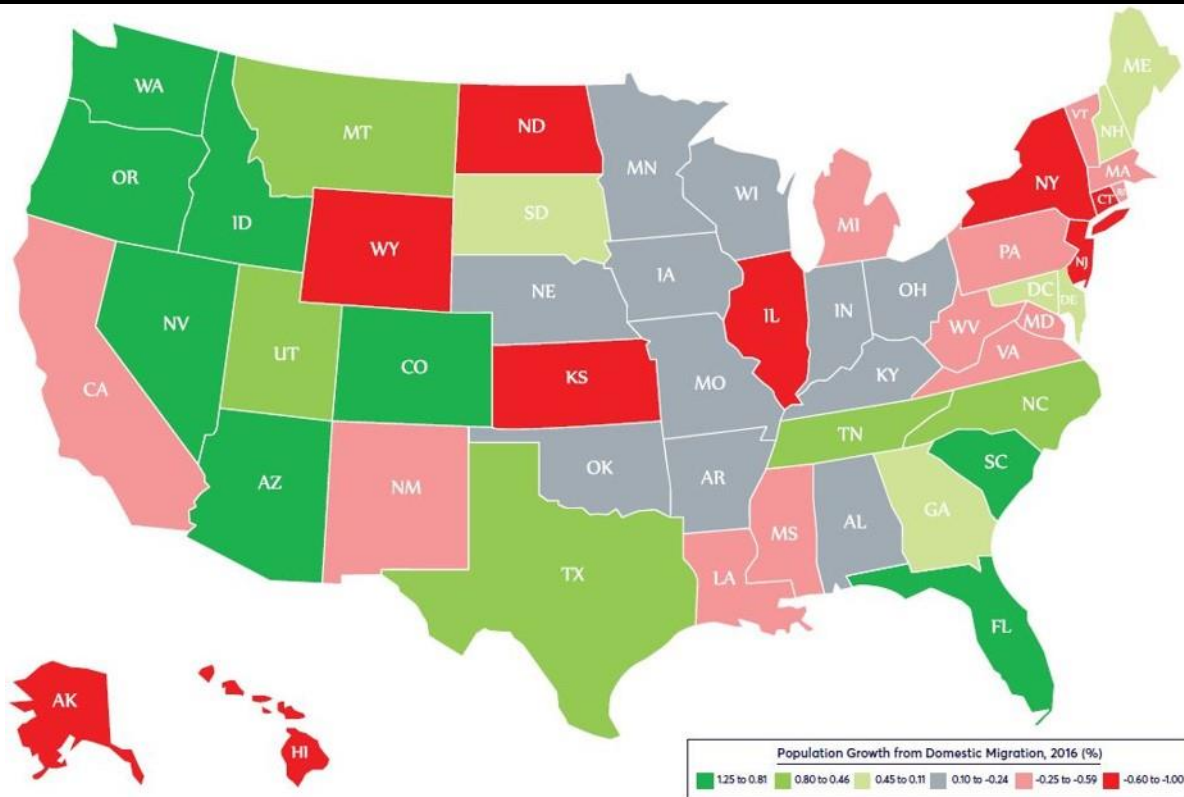 WA
MT
ND
MN
ME
VT
NH
OR
ID
SD
WI
NY
MA
WY
MI
CT
RI
IA
PA
NJ
NE
OH
NV
IL
IN
DC
DE
UT
CO
WV
MD
CA
KS
MO
KY
VA
NC
TN
AZ
NM
OK
AR
SC
MS
AL
GA
TX
LA
FL
AK
HI
Population Growth from Domestic Migration, 2016 (%)
1.25 to 0.81 0.80 to 0.46 0.45 to 0.11 0.10 to -0.24 -0.25 to -0.59 -0.60 to -1.00